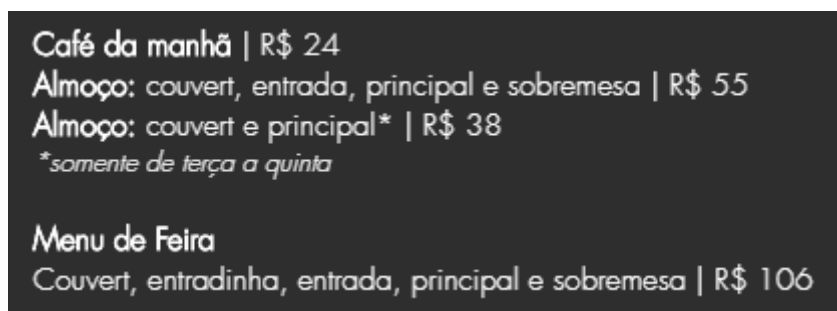 Café da manhã | R$ 24
Almoço: couvert, entrada, principal e sobremesa | R$ 55
Almoço: couvert e principal* | R$ 38
*somente de terça a quinta
Menu de Feira
Couvert, entradinha, entrada, principal e sobremesa | R$ 106